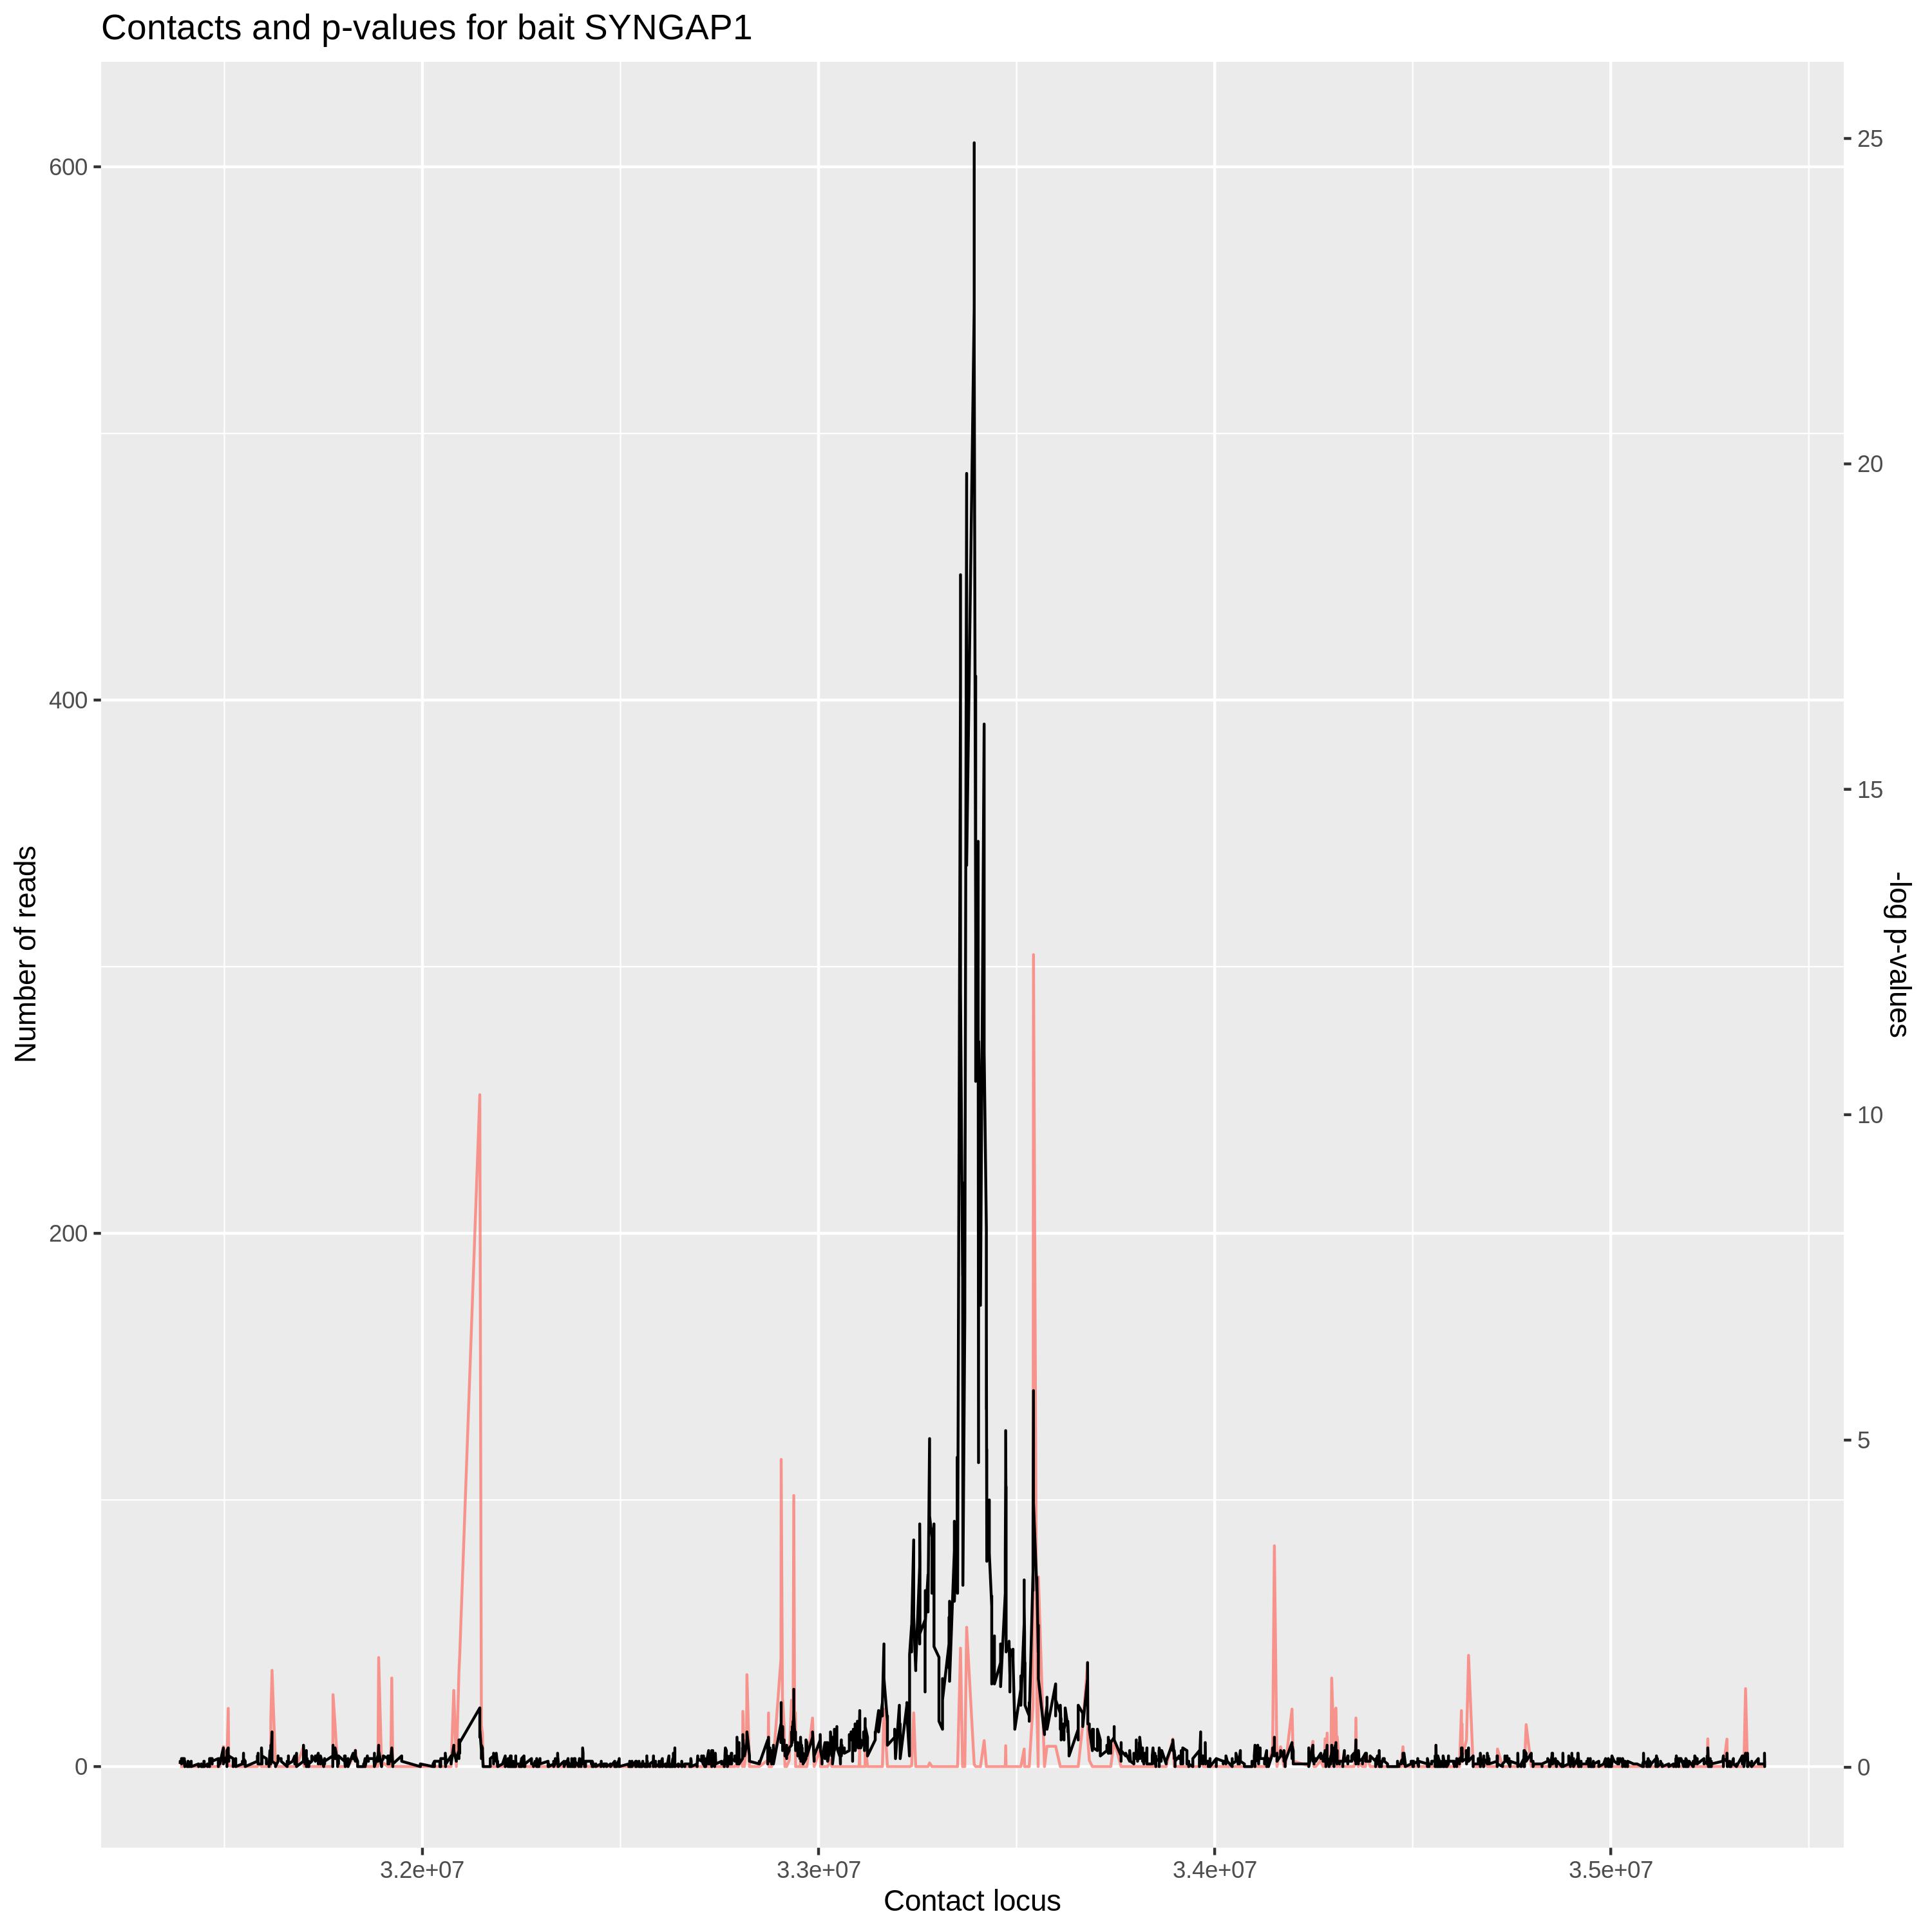 Contacts and p-values for bait SYNGAP1
600
400
200
0
Number of reads
25
20
15
10
5
0
-log p-values
3.2e+07
3.3e+07
3.4e+07
3.5e+07
Contact locus